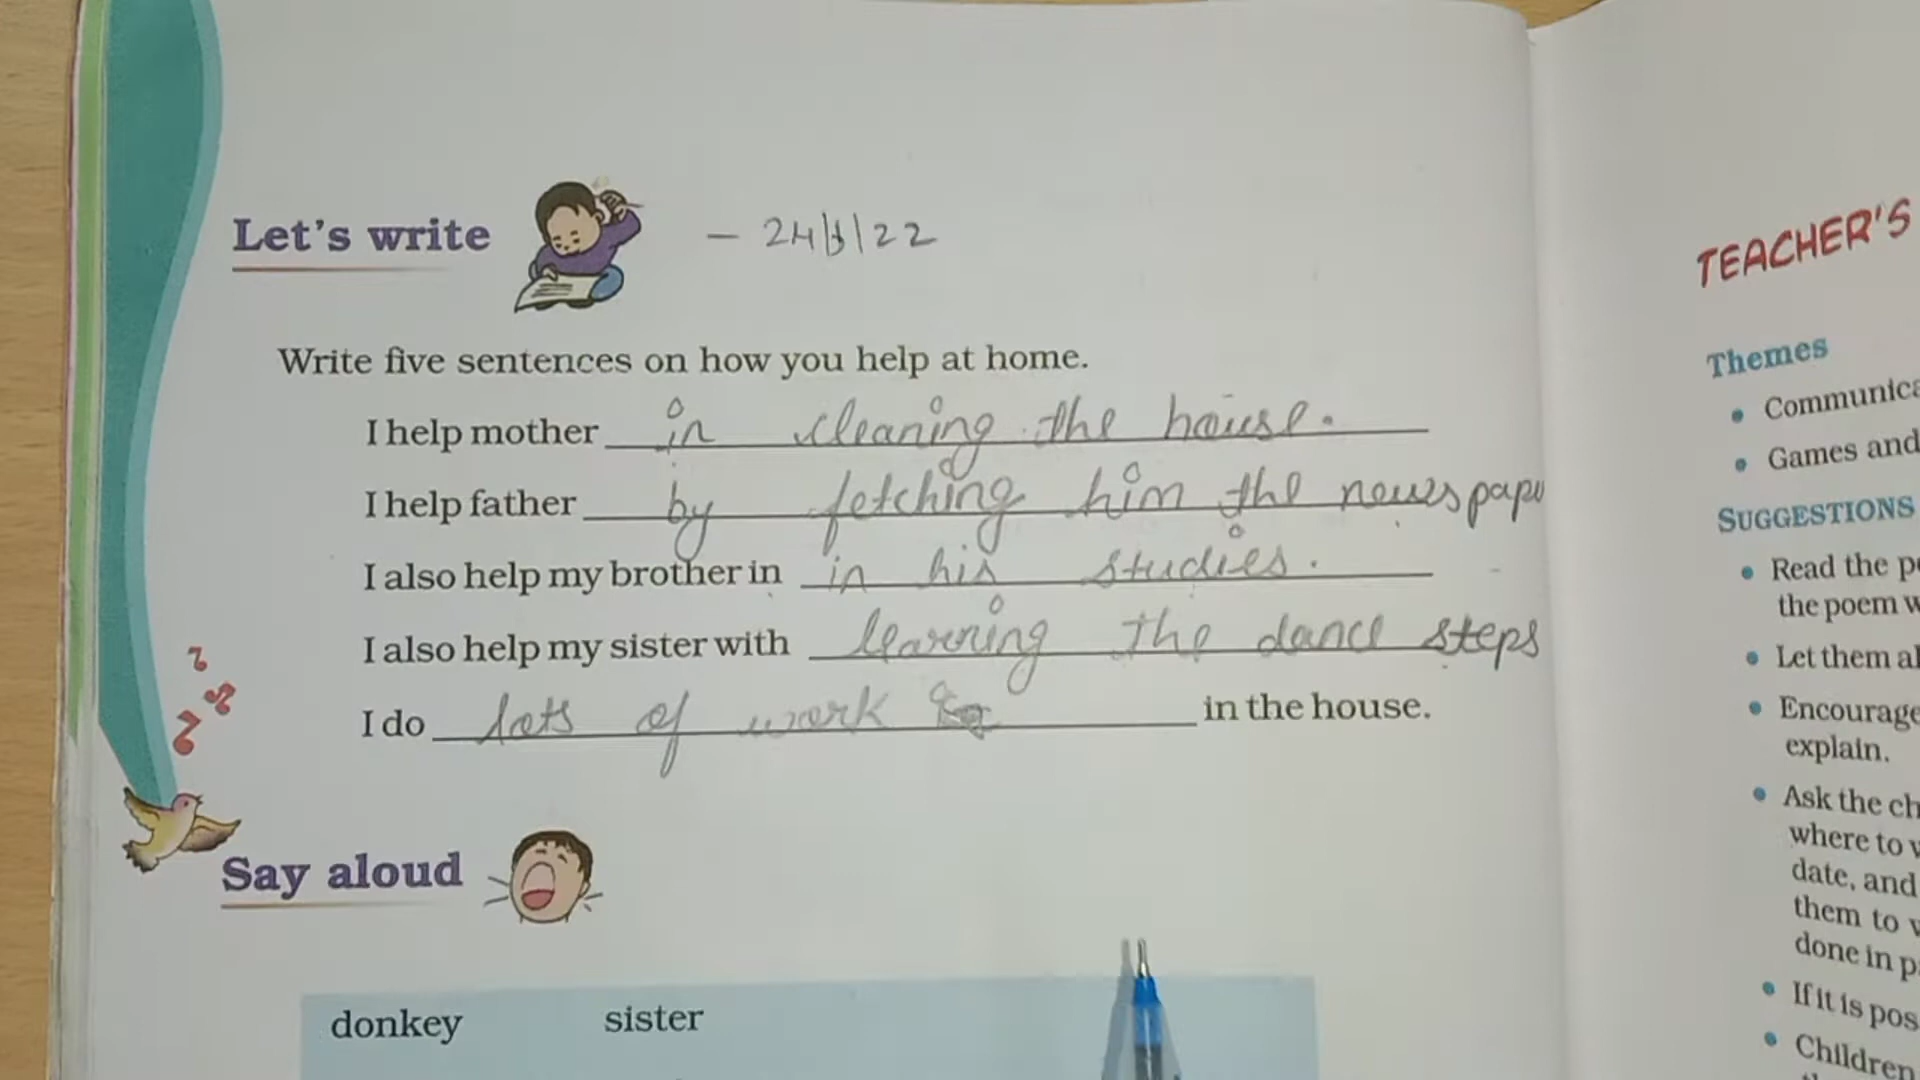 Let's write
Write five sentences on how you help at home.
I help mother in cleaning the house.
I help father by fetching him the newspape
I also help my brother in in his studies.
I also help my sister with learning the dance steps
I do lots of work in the house.
Say aloud
donkey sister
TEACHER'S
Themes
• Communica
• Games and
SUGGESTIONS
• Read the p
the poem w
• Let them al
• Encourage
explain.
• Ask the ch
where to w
date, and
them to w
done in p
• If it is pos
• Children